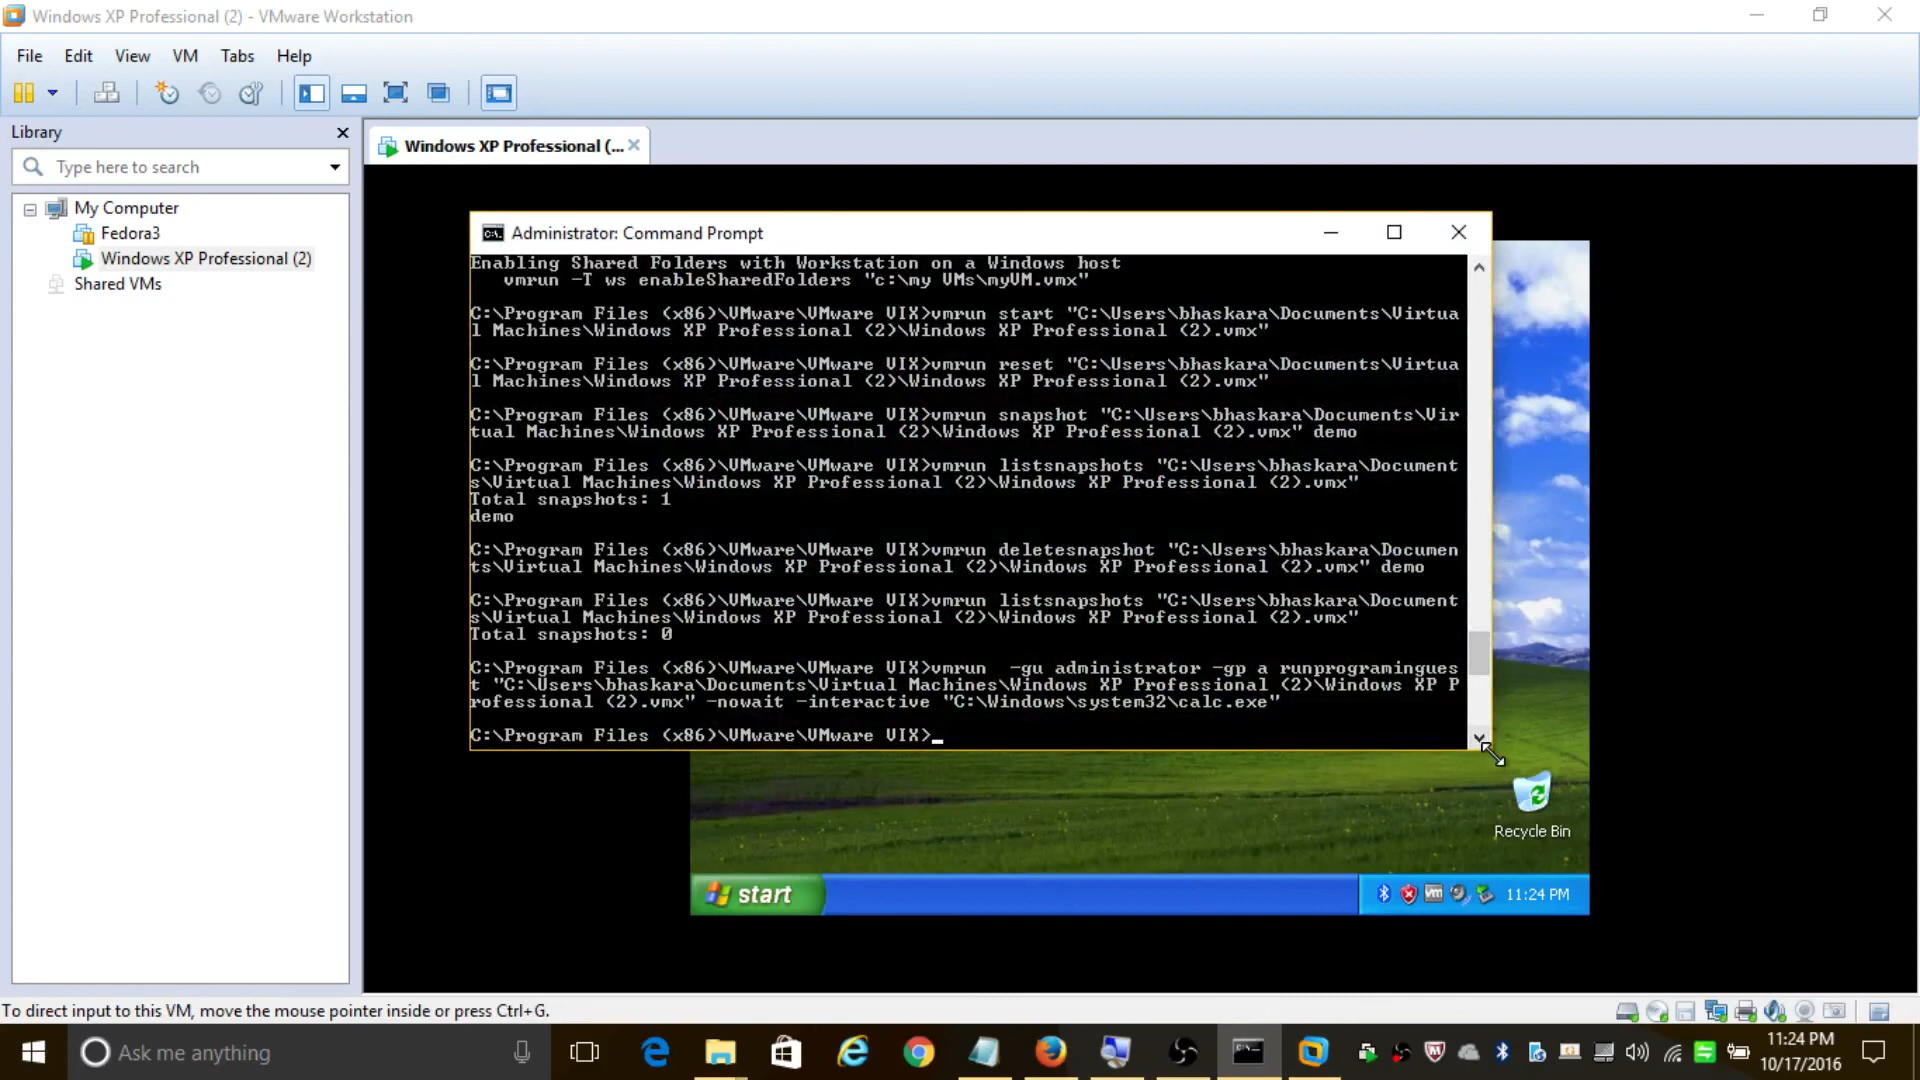 Windows XP Professional (2) - VMware Workstation
File Edit View VM Tabs Help
Library
Type here to search
My Computer
Fedora3
Windows XP Professional (2)
Shared VMs
Windows XP Professional (...
Administrator: Command Prompt
Enabling Shared Folders with Workstation on a Windows host
vmrun -T ws enableSharedFolders "c:\my VMs\myVM.vmx"
C:\Program Files (x86)\VMware\VMware VIX>vmrun start "C:\Users\bhaskara\Documents\Virtua
l Machines\Windows XP Professional (2)\Windows XP Professional (2).vmx"
C:\Program Files (x86)\VMware\VMware VIX>vmrun reset "C:\Users\bhaskara\Documents\Virtua
l Machines\Windows XP Professional (2)\Windows XP Professional (2).vmx"
C:\Program Files (x86)\VMware\VMware VIX>vmrun snapshot "C:\Users\bhaskara\Documents\Vir
tual Machines\Windows XP Professional (2)\Windows XP Professional (2).vmx" demo
C:\Program Files (x86)\VMware\VMware VIX>vmrun listsnapshots "C:\Users\bhaskara\Document
s\Virtual Machines\Windows XP Professional (2)\Windows XP Professional (2).vmx"
Total snapshots: 1
demo
C:\Program Files (x86)\VMware\VMware VIX>vmrun deletesnapshot "C:\Users\bhaskara\Documen
ts\Virtual Machines\Windows XP Professional (2)\Windows XP Professional (2).vmx" demo
C:\Program Files (x86)\VMware\VMware VIX>vmrun listsnapshots "C:\Users\bhaskara\Document
s\Virtual Machines\Windows XP Professional (2)\Windows XP Professional (2).vmx"
Total snapshots: 0
C:\Program Files (x86)\VMware\VMware VIX>vmrun  -gu administrator -gp a runprogramingues
t "C:\Users\bhaskara\Documents\Virtual Machines\Windows XP Professional (2)\Windows XP P
rofessional (2).vmx" -nowait -interactive "C:\Windows\system32\calc.exe"
C:\Program Files (x86)\VMware\VMware VIX>_
Recycle Bin
start
11:24 PM
To direct input to this VM, move the mouse pointer inside or press Ctrl+G.
Ask me anything
11:24 PM
10/17/2016